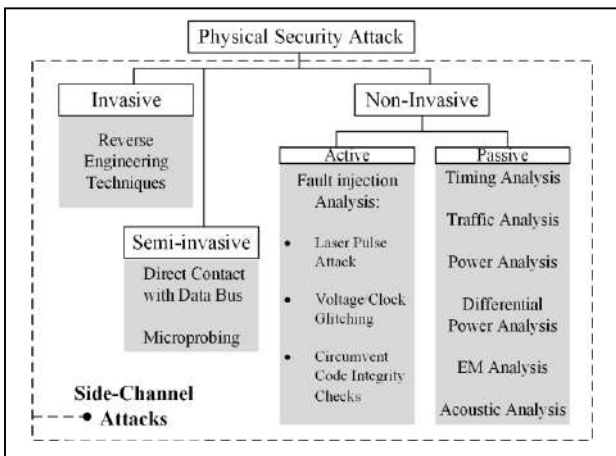 Physical Security Attack
Invasive
Reverse
Engineering
Techniques
Semi-invasive
Direct Contact
with Data Bus
Microprobing
Non-Invasive
Active
Fault injection
Analysis:
• Laser Pulse
Attack
• Voltage/Clock
Glitching
• Circumvent
Code Integrity
Checks
Passive
Timing Analysis
Traffic Analysis
Power Analysis
Differential
Power Analysis
EM Analysis
Acoustic Analysis
Side-Channel
Attacks